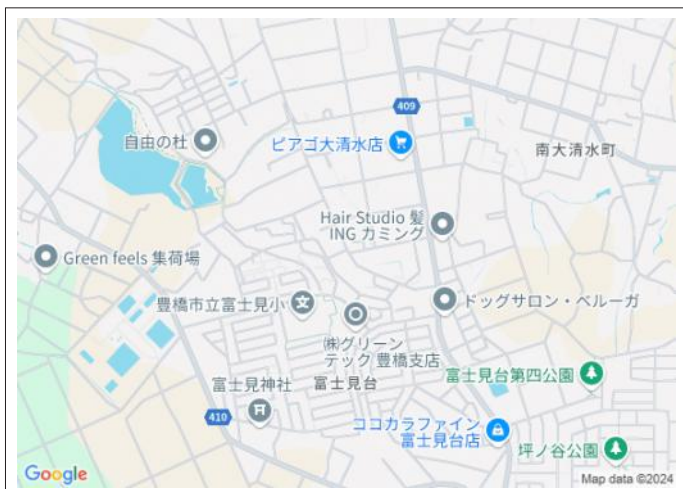 409
自由の杜
ピアゴ大清水店
南大清水町
Hair Studio 髪
ING カミング
Green feels 集荷場
豊橋市立富士見小
ドッグサロン・ベルーガ
㈱グリーン
テック 豊橋支店
富士見台第四公園
富士見神社
富士見台
410
ココカラファイン
富士見台店
坪ノ谷公園
Google
Map data ©2024